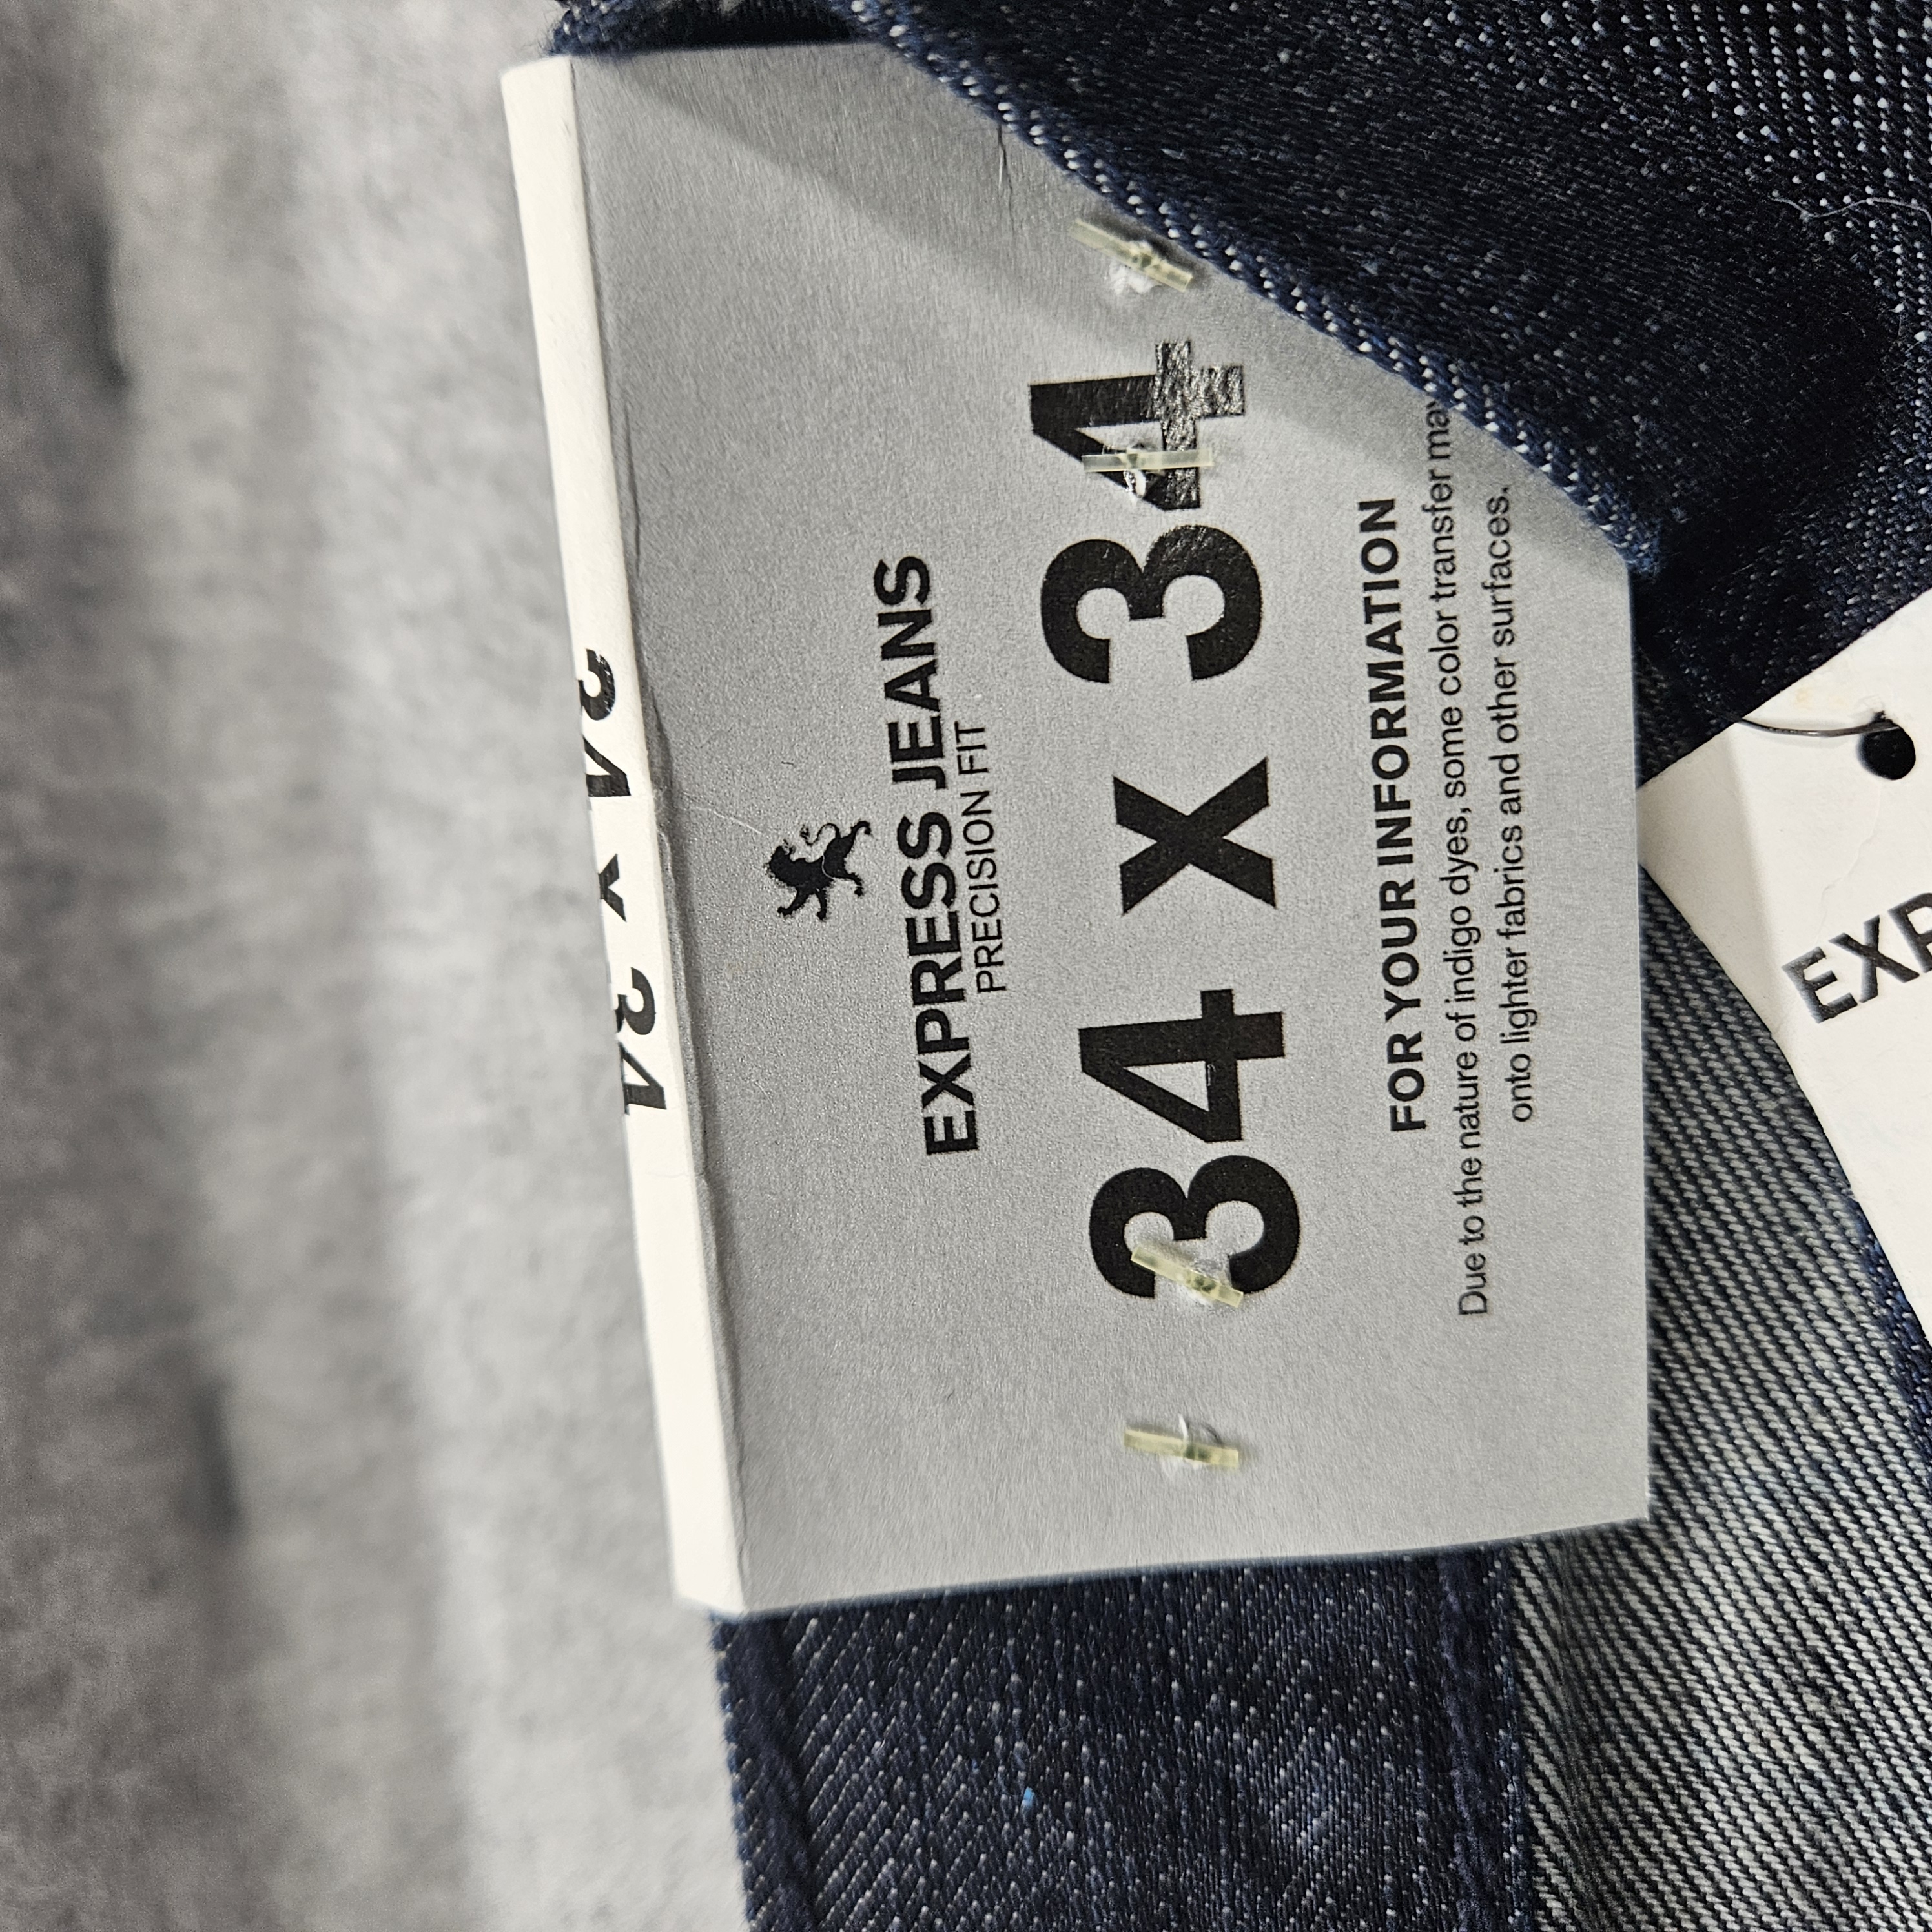 34 x 34
EXPRESS JEANS
PRECISION FIT
34 x 34
FOR YOUR INFORMATION
Due to the nature of indigo dyes, some color transfer may
onto lighter fabrics and other surfaces.
EXP